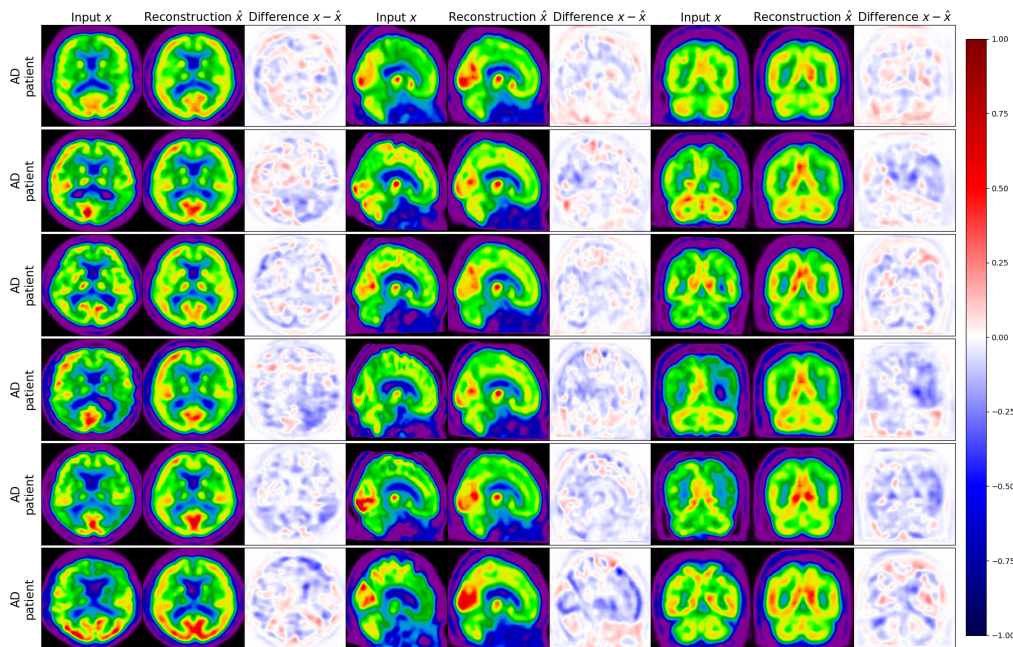 Input x Reconstruction x̂ Difference x − x̂ Input x Reconstruction x̂ Difference x − x̂ Input x Reconstruction x̂ Difference x − x̂
AD
patient
AD
patient
AD
patient
AD
patient
AD
patient
AD
patient
1.00
0.75
0.50
0.25
0.00
−0.25
−0.50
−0.75
−1.00